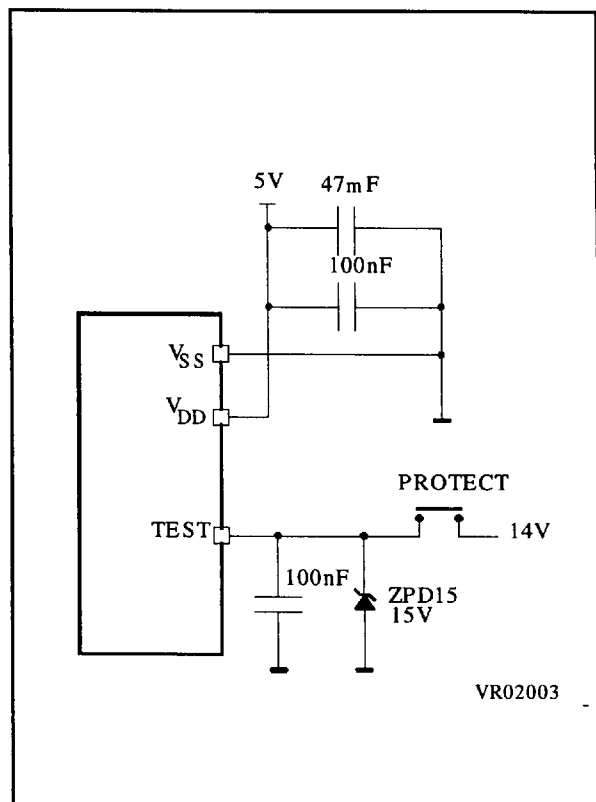 5V
47mF
100nF
VSS
VDD
PROTECT
TEST
14V
100nF
ZPD15
15V
VR02003